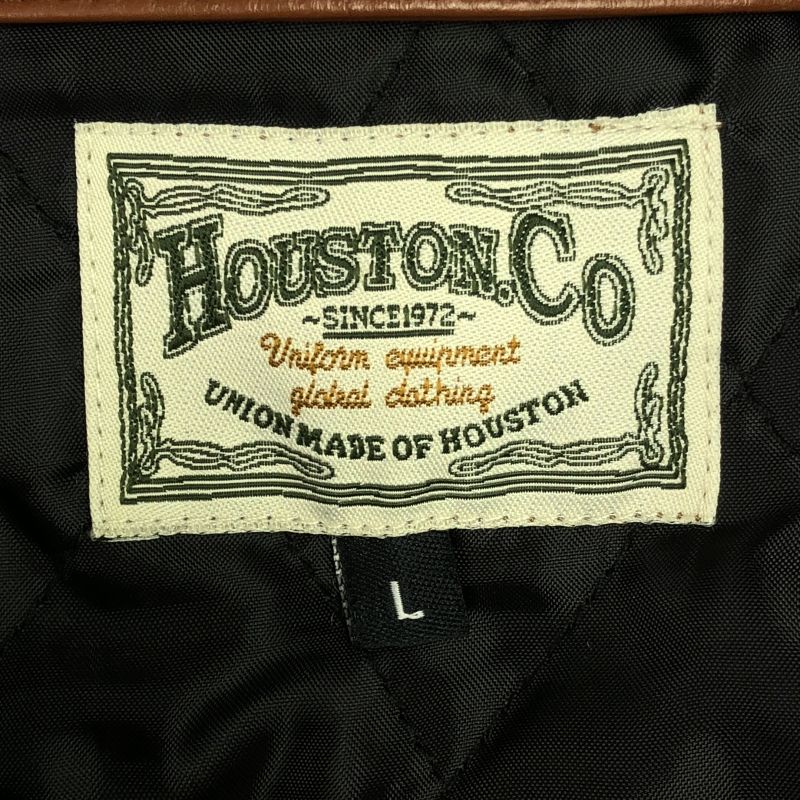 HOUSTON.CO
~SINCE1972~
Uniform equipment
global clothing
UNION MADE OF HOUSTON
L